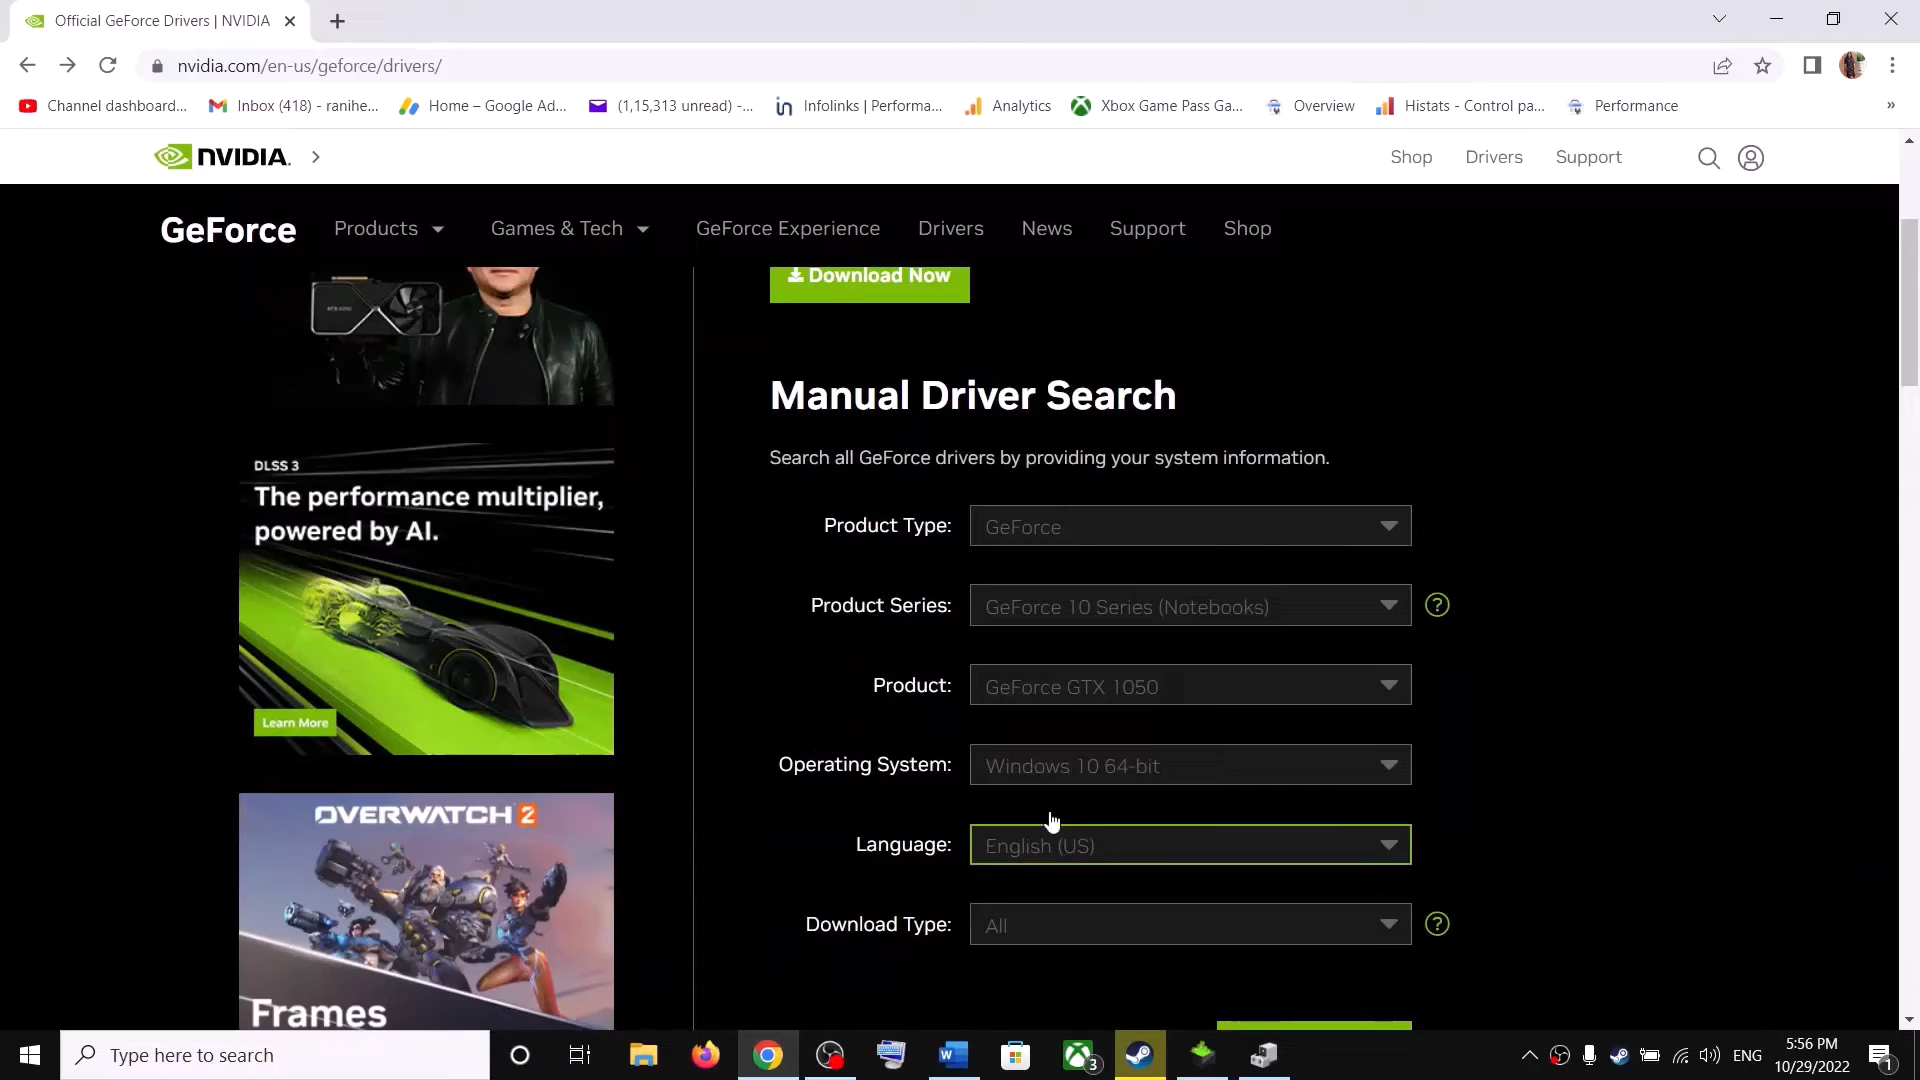 Official GeForce Drivers | NVIDIA
nvidia.com/en-us/geforce/drivers/
Channel dashboard...
Inbox (418) - ranihe...
Home – Google Ad...
(1,15,313 unread) -...
Infolinks | Performa...
Analytics
Xbox Game Pass Ga...
Overview
Histats - Control pa...
Performance
»
NVIDIA.
Shop
Drivers
Support
GeForce
Products
Games & Tech
GeForce Experience
Drivers
News
Support
Shop
Download Now
Manual Driver Search
Search all GeForce drivers by providing your system information.
Product Type: GeForce
Product Series: GeForce 10 Series (Notebooks) ?
Product: GeForce GTX 1050
Operating System: Windows 10 64-bit
Language: English (US)
Download Type: All ?
DLSS 3
The performance multiplier,
powered by AI.
Learn More
OVERWATCH 2
Frames
Type here to search
3
ENG
5:56 PM
10/29/2022
1